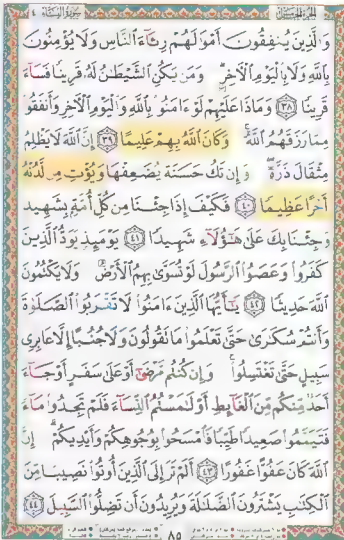 الجزء الخامس سورة النساء ٤
وَالَّذِينَ يُنفِقُونَ أَمْوَالَهُمْ رِئَاءَ النَّاسِ وَلَا يُؤْمِنُونَ
بِاللَّهِ وَلَا بِالْيَوْمِ الْآخِرِ وَمَن يَكُنِ الشَّيْطَانُ لَهُ قَرِينًا فَسَاءَ
قَرِينًا ٣٨ وَمَاذَا عَلَيْهِمْ لَوْ ءَامَنُوا بِاللَّهِ وَالْيَوْمِ الْآخِرِ وَأَنفَقُوا
مِمَّا رَزَقَهُمُ اللَّهُ وَكَانَ اللَّهُ بِهِمْ عَلِيمًا ٣٩ إِنَّ اللَّهَ لَا يَظْلِمُ
مِثْقَالَ ذَرَّةٍ وَإِن تَكُ حَسَنَةً يُضَاعِفْهَا وَيُؤْتِ مِن لَّدُنْهُ
أَجْرًا عَظِيمًا ٤٠ فَكَيْفَ إِذَا جِئْنَا مِن كُلِّ أُمَّةٍ بِشَهِيدٍ
وَجِئْنَا بِكَ عَلَىٰ هَٰؤُلَاءِ شَهِيدًا ٤١ يَوْمَئِذٍ يَوَدُّ الَّذِينَ
كَفَرُوا وَعَصَوُا الرَّسُولَ لَوْ تُسَوَّىٰ بِهِمُ الْأَرْضُ وَلَا يَكْتُمُونَ
اللَّهَ حَدِيثًا ٤٢ يَا أَيُّهَا الَّذِينَ ءَامَنُوا لَا تَقْرَبُوا الصَّلَوٰةَ
وَأَنتُمْ سُكَارَىٰ حَتَّىٰ تَعْلَمُوا مَا تَقُولُونَ وَلَا جُنُبًا إِلَّا عَابِرِي
سَبِيلٍ حَتَّىٰ تَغْتَسِلُوا وَإِن كُنتُم مَّرْضَىٰ أَوْ عَلَىٰ سَفَرٍ أَوْ جَاءَ
أَحَدٌ مِّنكُم مِّنَ الْغَائِطِ أَوْ لَامَسْتُمُ النِّسَاءَ فَلَمْ تَجِدُوا مَاءً
فَتَيَمَّمُوا صَعِيدًا طَيِّبًا فَامْسَحُوا بِوُجُوهِكُمْ وَأَيْدِيكُمْ إِنَّ
اللَّهَ كَانَ عَفُوًّا غَفُورًا ٤٣ أَلَمْ تَرَ إِلَى الَّذِينَ أُوتُوا نَصِيبًا مِّنَ
الْكِتَابِ يَشْتَرُونَ الضَّلَالَةَ وَيُرِيدُونَ أَن تَضِلُّوا السَّبِيلَ ٤٤
٨٥